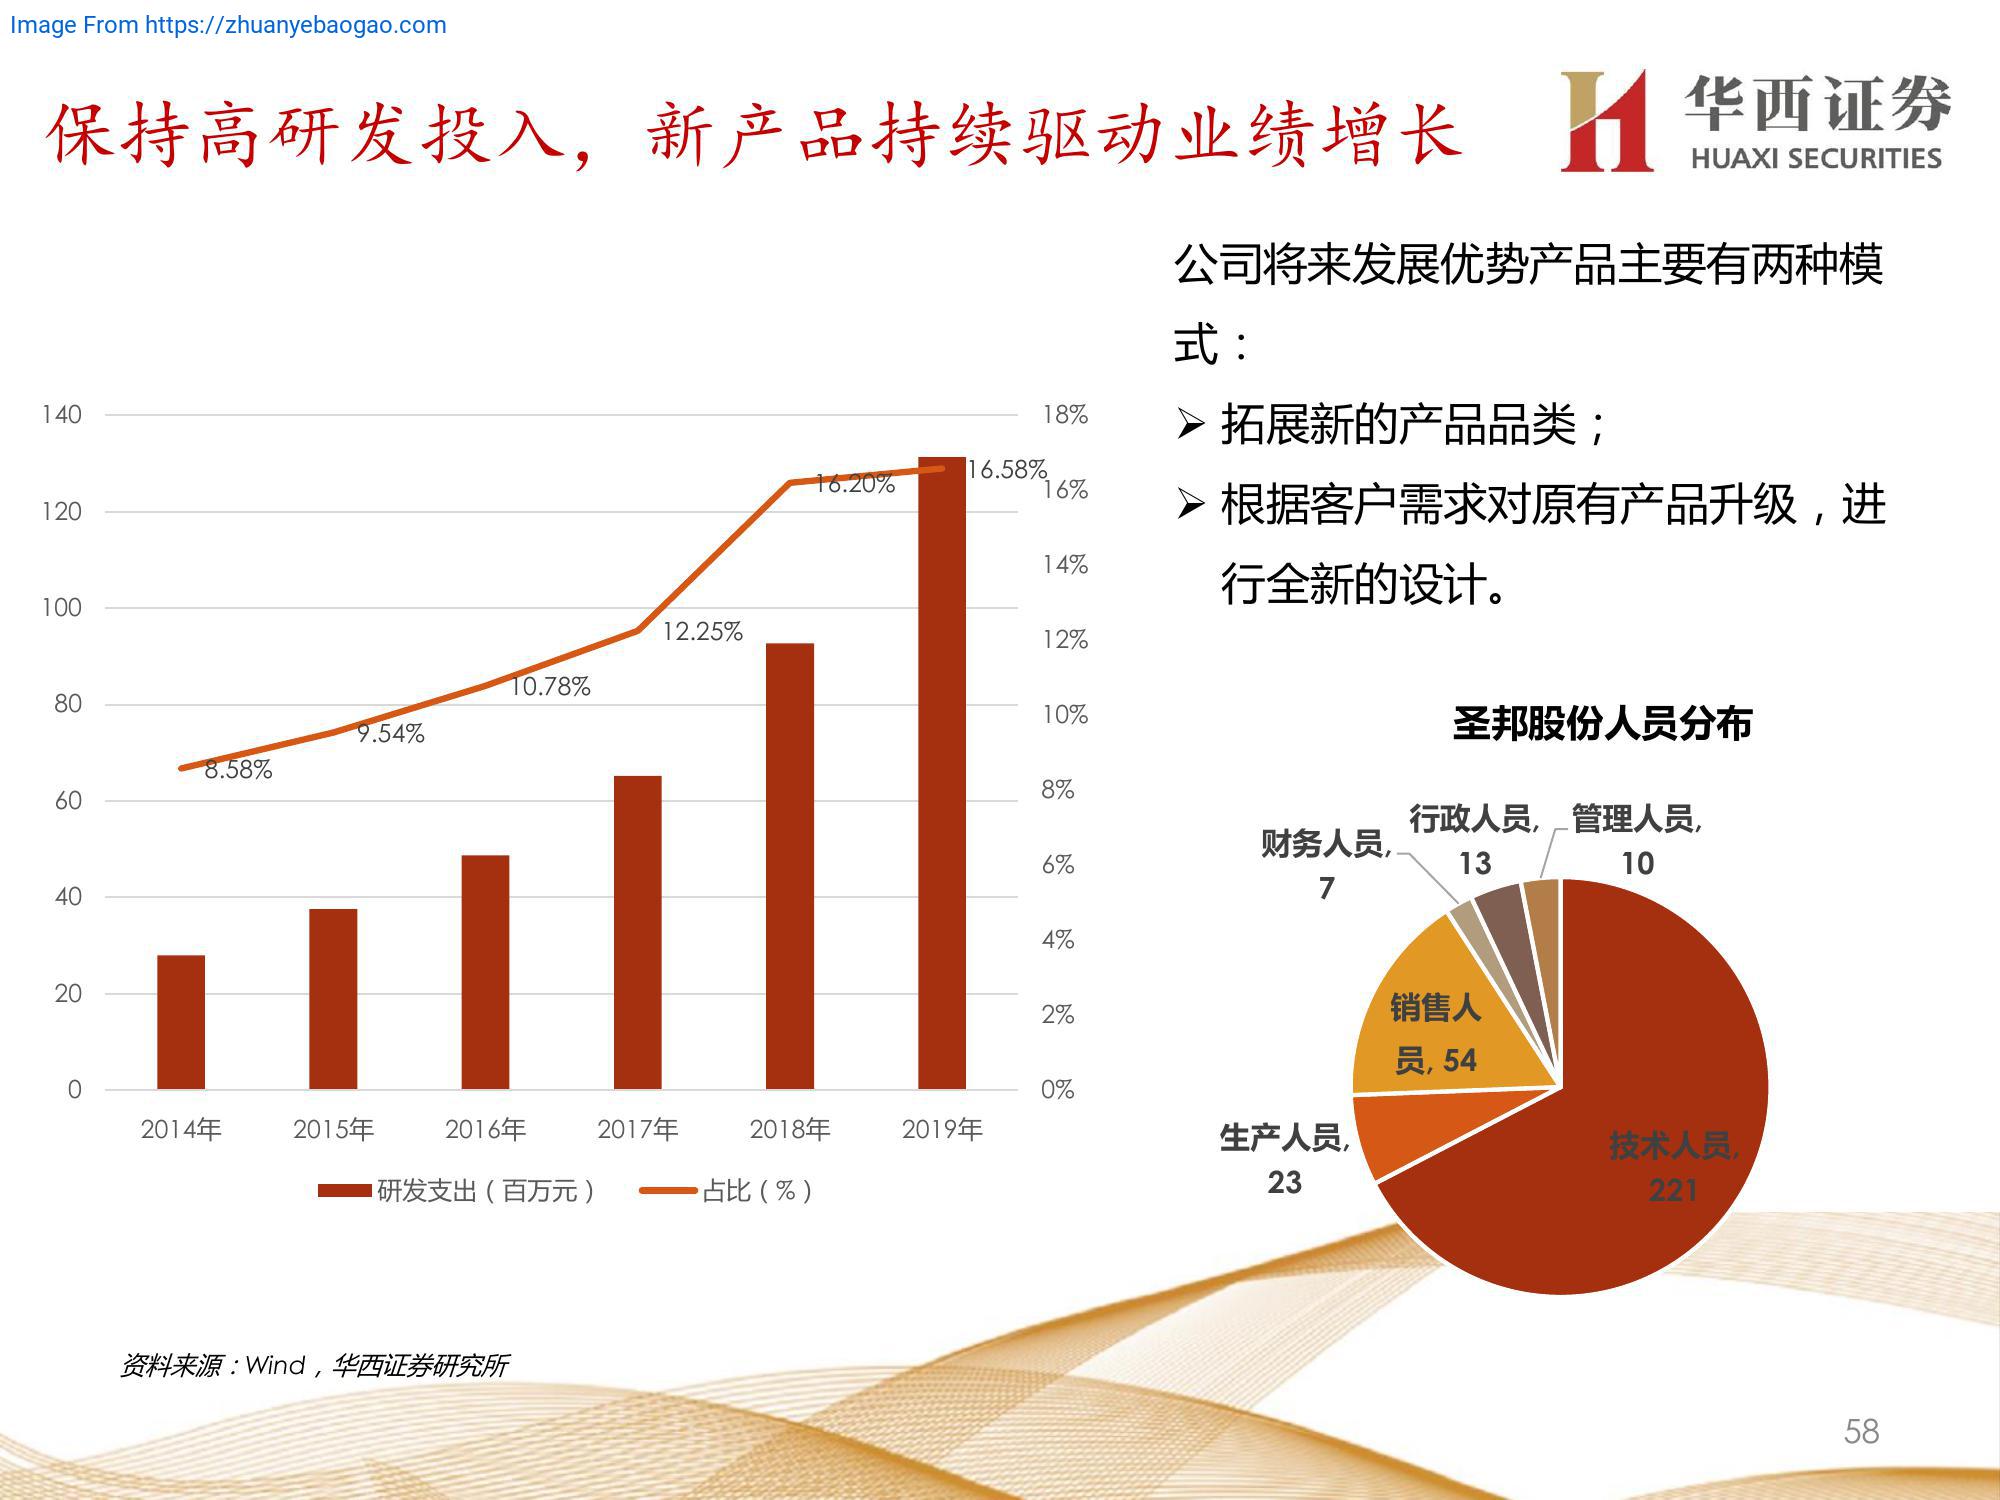 Image From https://zhuanyebaogao.com
保持高研发投入，新产品持续驱动业绩增长
华西证券
HUAXI SECURITIES
公司将来发展优势产品主要有两种模
式：
➢ 拓展新的产品品类；
➢ 根据客户需求对原有产品升级，进
行全新的设计。
140
120
100
80
60
40
20
0
18%
16%
14%
12%
10%
8%
6%
4%
2%
0%
8.58%
9.54%
10.78%
12.25%
16.20%
16.58%
2014年
2015年
2016年
2017年
2018年
2019年
研发支出（百万元）
占比（%）
圣邦股份人员分布
财务人员,
7
行政人员,
13
管理人员,
10
销售人
员, 54
生产人员,
23
技术人员,
221
资料来源：Wind，华西证券研究所
58